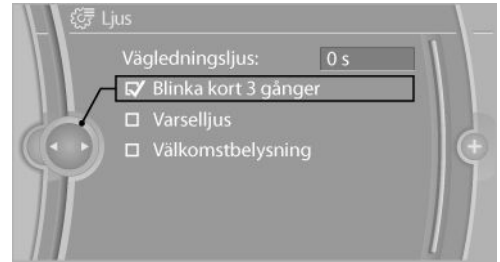 Ljus
Vägledningsljus: 0 s
Blinka kort 3 gånger
Varselljus
Välkomstbelysning